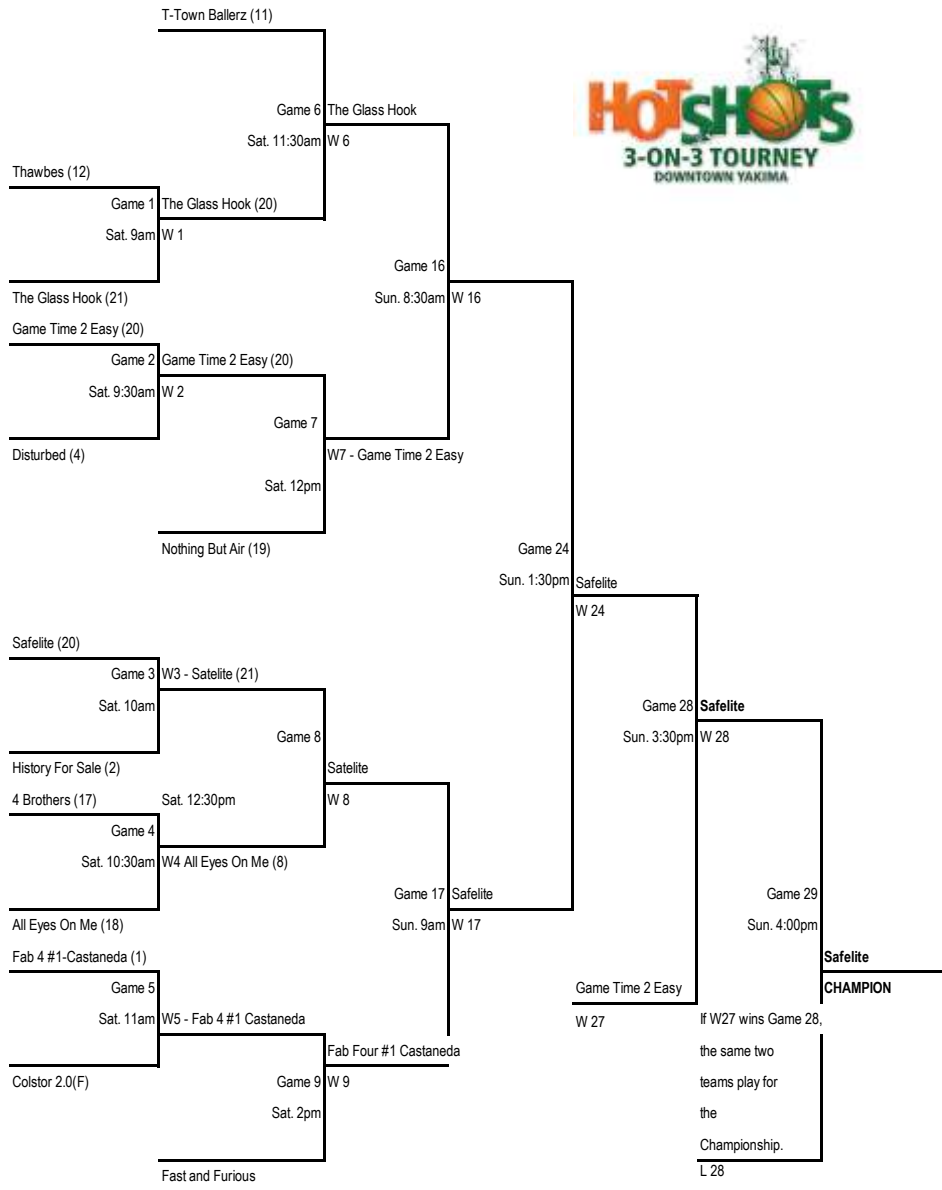 T-Town Ballerz (11)
HOTSHOTS
3-ON-3 TOURNEY
DOWNTOWN YAKIMA
Game 6 The Glass Hook
Sat. 11:30am W 6
Thawbes (12)
Game 1 The Glass Hook (20)
Sat. 9am W 1
The Glass Hook (21)
Game 16
Sun. 8:30am W 16
Game Time 2 Easy (20)
Game 2 Game Time 2 Easy (20)
Sat. 9:30am W 2
Disturbed (4)
Game 7
W7 - Game Time 2 Easy
Sat. 12pm
Nothing But Air (19)
Game 24
Sun. 1:30pm Safelite
W 24
Safelite (20)
Game 3 W3 - Satelite (21)
Sat. 10am
History For Sale (2)
Game 8
Satelite
W 8
Game 28 Safelite
Sun. 3:30pm W 28
4 Brothers (17) Sat. 12:30pm
Game 4
Sat. 10:30am W4 All Eyes On Me (8)
All Eyes On Me (18)
Game 17 Safelite
Sun. 9am W 17
Game 29
Sun. 4:00pm
Safelite
CHAMPION
Fab 4 #1-Castaneda (1)
Game 5
Sat. 11am W5 - Fab 4 #1 Castaneda
Colstor 2.0(F)
Game Time 2 Easy
W 27
Fab Four #1 Castaneda
Game 9 W 9
Sat. 2pm
Fast and Furious
If W27 wins Game 28,
the same two
teams play for
the
Championship.
L 28